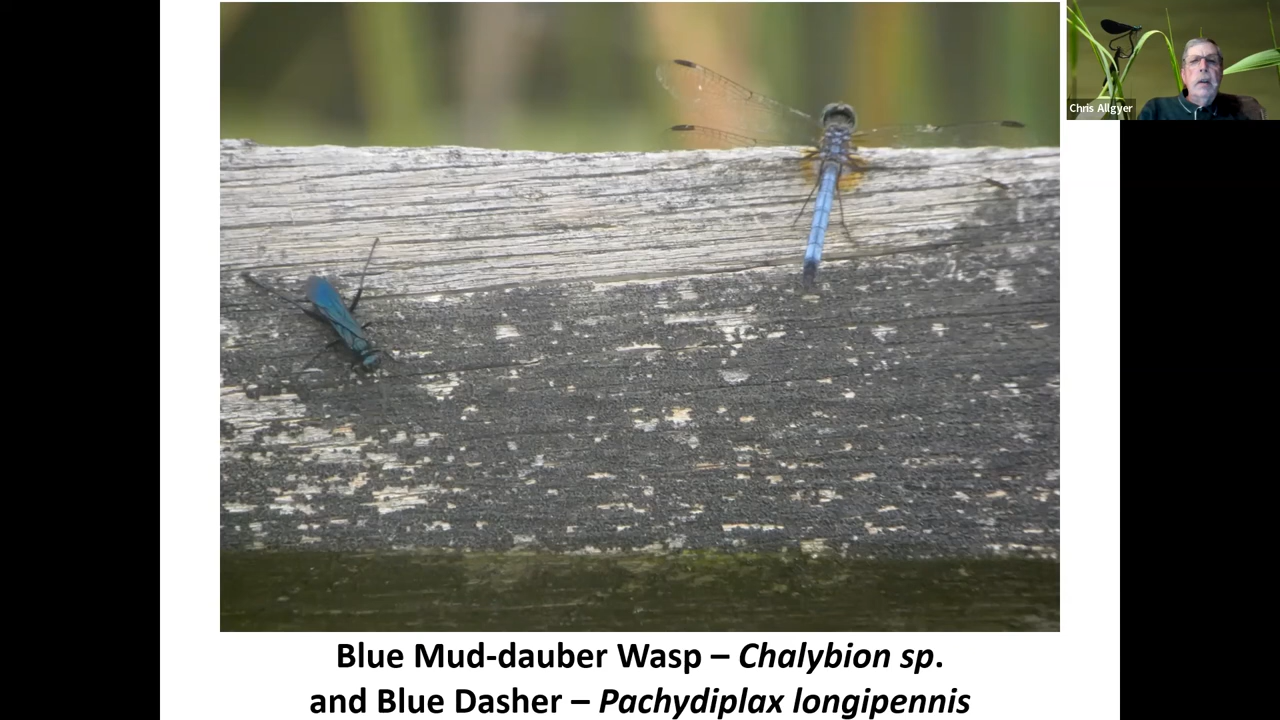 Chris Allgyer
Blue Mud-dauber Wasp – Chalybion sp.
and Blue Dasher – Pachydiplax longipennis